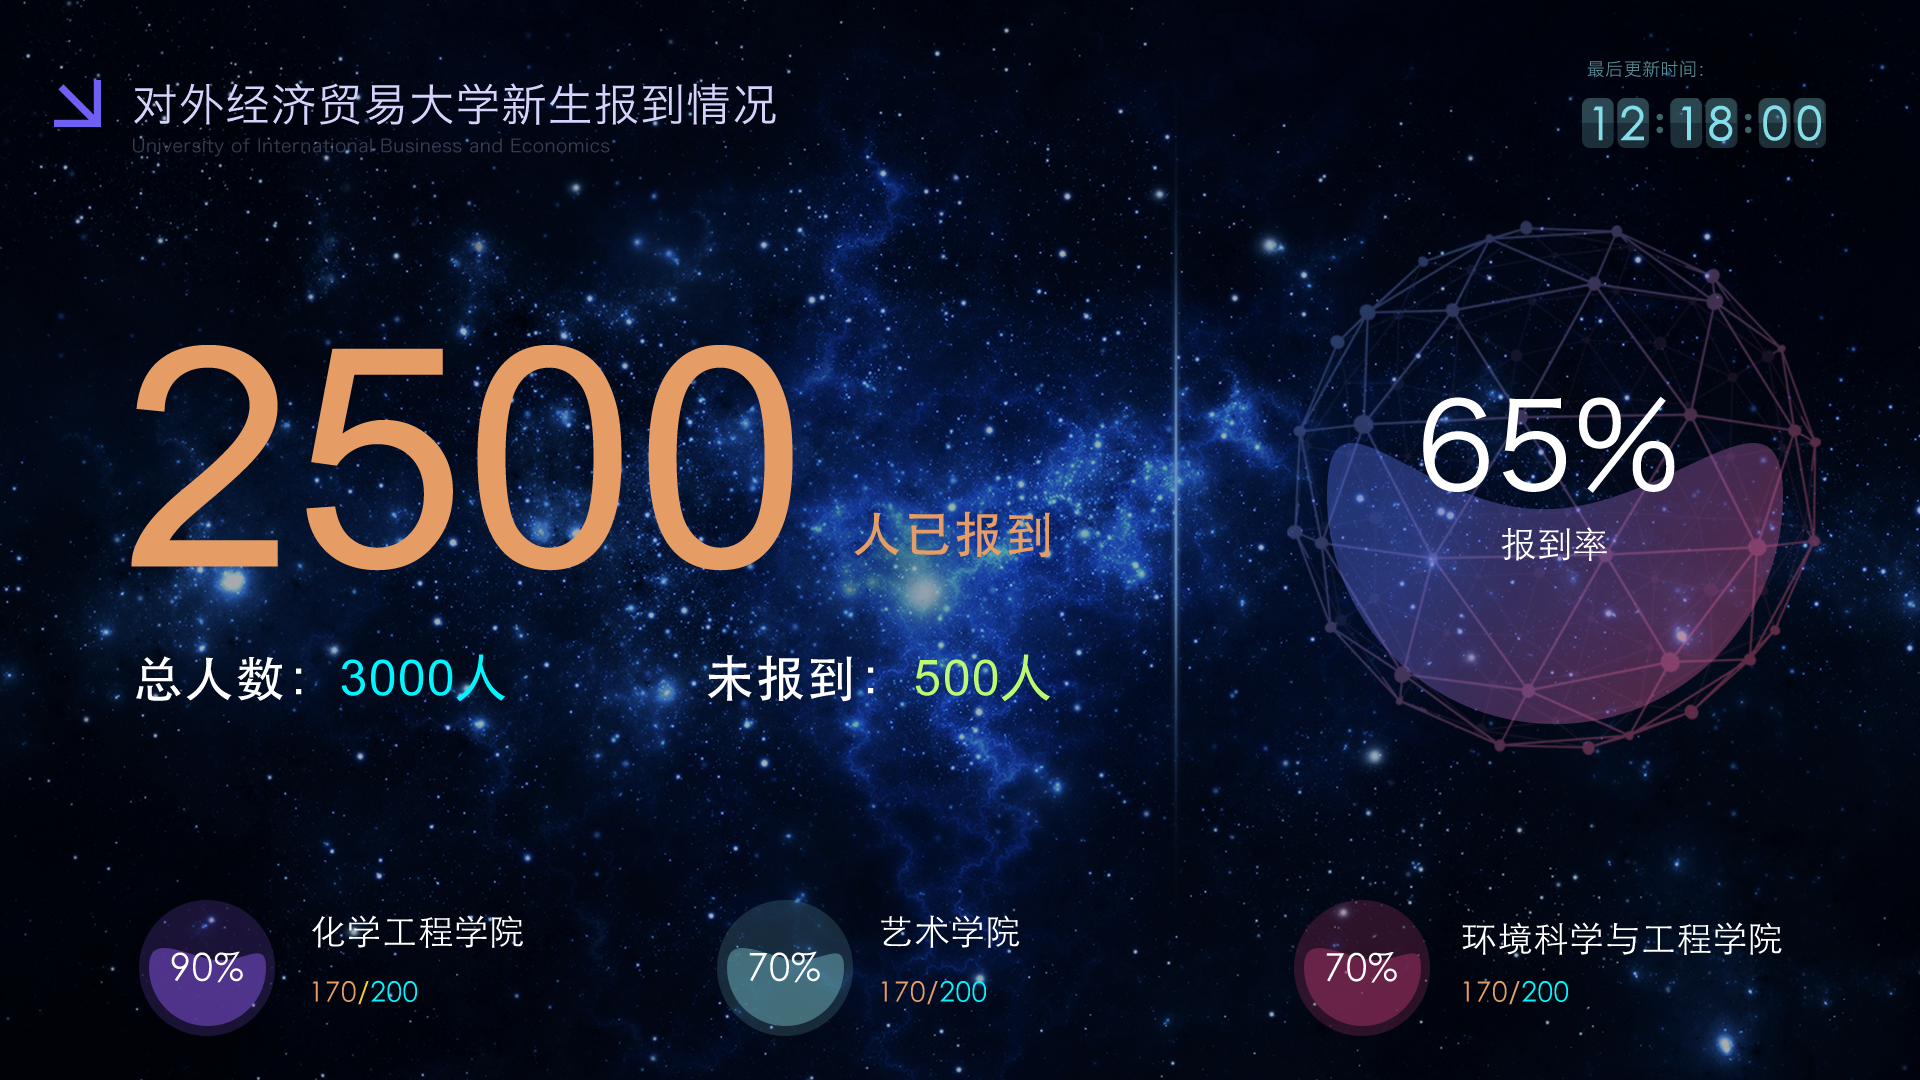 对外经济贸易大学新生报到情况
University of International Business and Economics
最后更新时间：
12:18:00
2500 人已报到
65%
报到率
总人数： 3000人 未报到： 500人
90%
化学工程学院
170/200
70%
艺术学院
170/200
70%
环境科学与工程学院
170/200